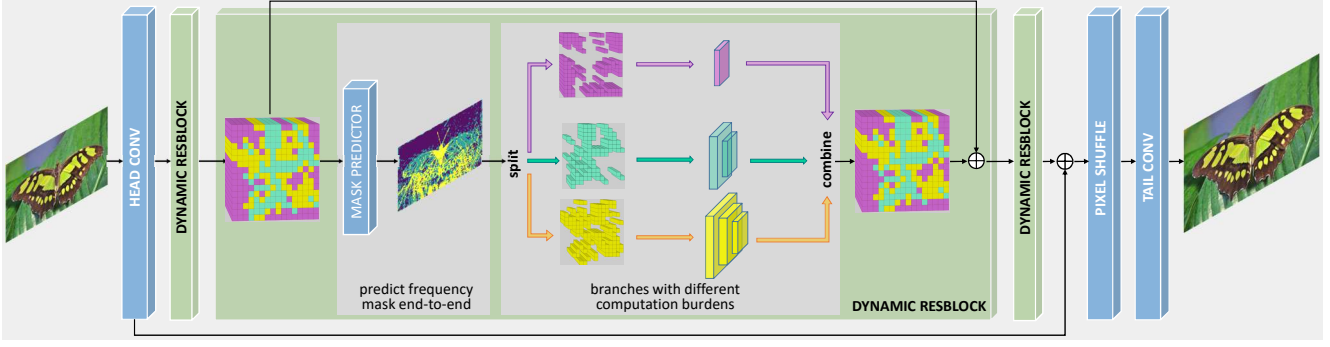 HEAD CONV
DYNAMIC RESBLOCK
MASK PREDICTOR
predict frequency
mask end-to-end
split
branches with different
computation burdens
combine
DYNAMIC RESBLOCK
DYNAMIC RESBLOCK
PIXEL SHUFFLE
TAIL CONV